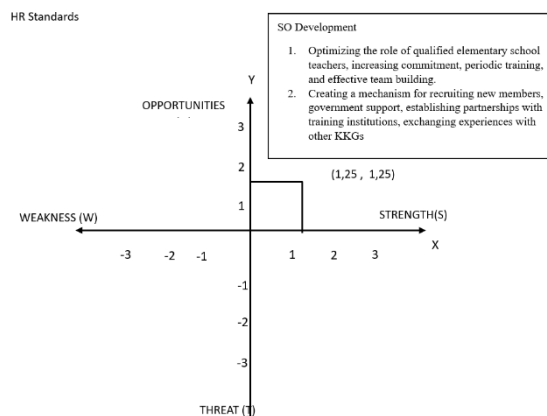 HR Standards
SO Development
1. Optimizing the role of qualified elementary school
teachers, increasing commitment, periodic training,
and effective team building.
2. Creating a mechanism for recruiting new members,
government support, establishing partnerships with
training institutions, exchanging experiences with
other KKGs
Y
OPPORTUNITIES
3
2
(1,25 , 1,25)
1
WEAKNESS (W)
STRENGTH(S)
X
-3 -2 -1 1 2 3
-1
-2
-3
THREAT (T)